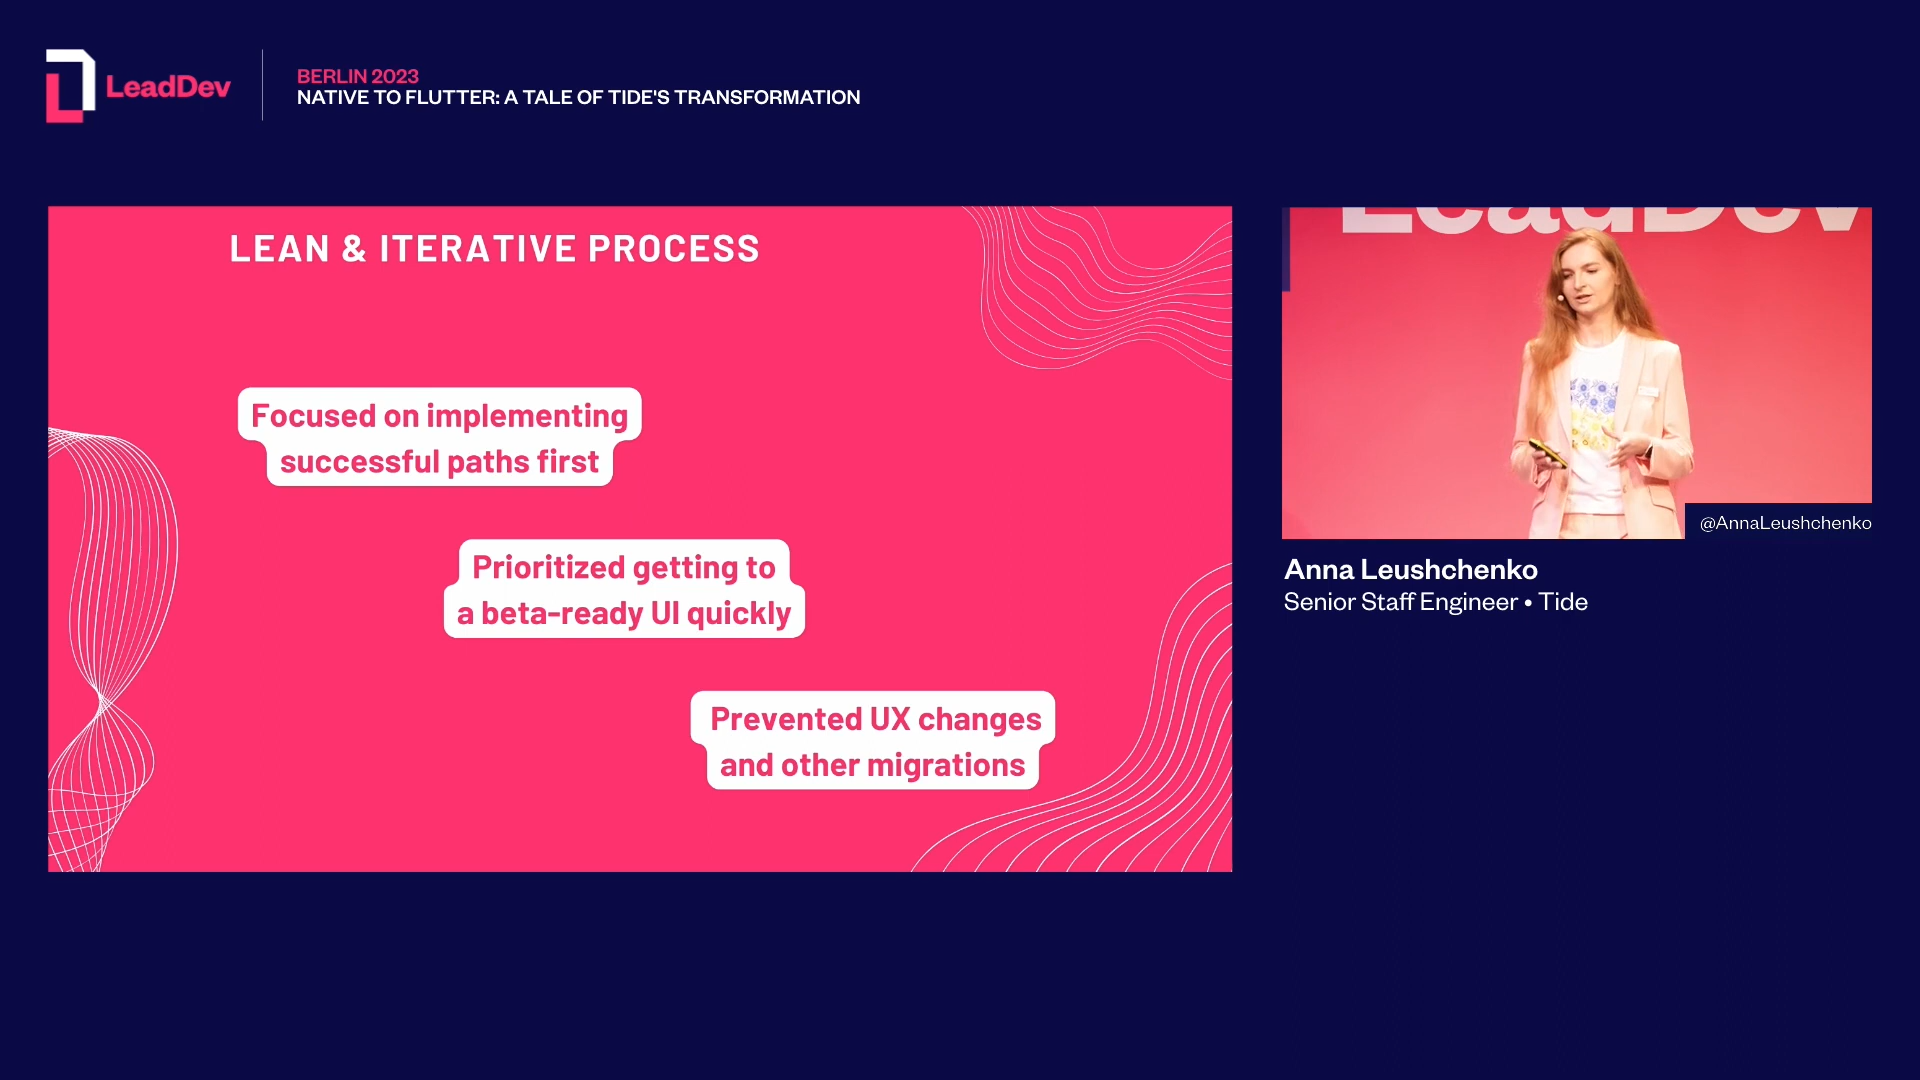 LeadDev
BERLIN 2023
NATIVE TO FLUTTER: A TALE OF TIDE'S TRANSFORMATION
LEAN & ITERATIVE PROCESS
Focused on implementing
successful paths first
Prioritized getting to
a beta-ready UI quickly
Prevented UX changes
and other migrations
LeadDev
@AnnaLeushchenko
Anna Leushchenko
Senior Staff Engineer • Tide